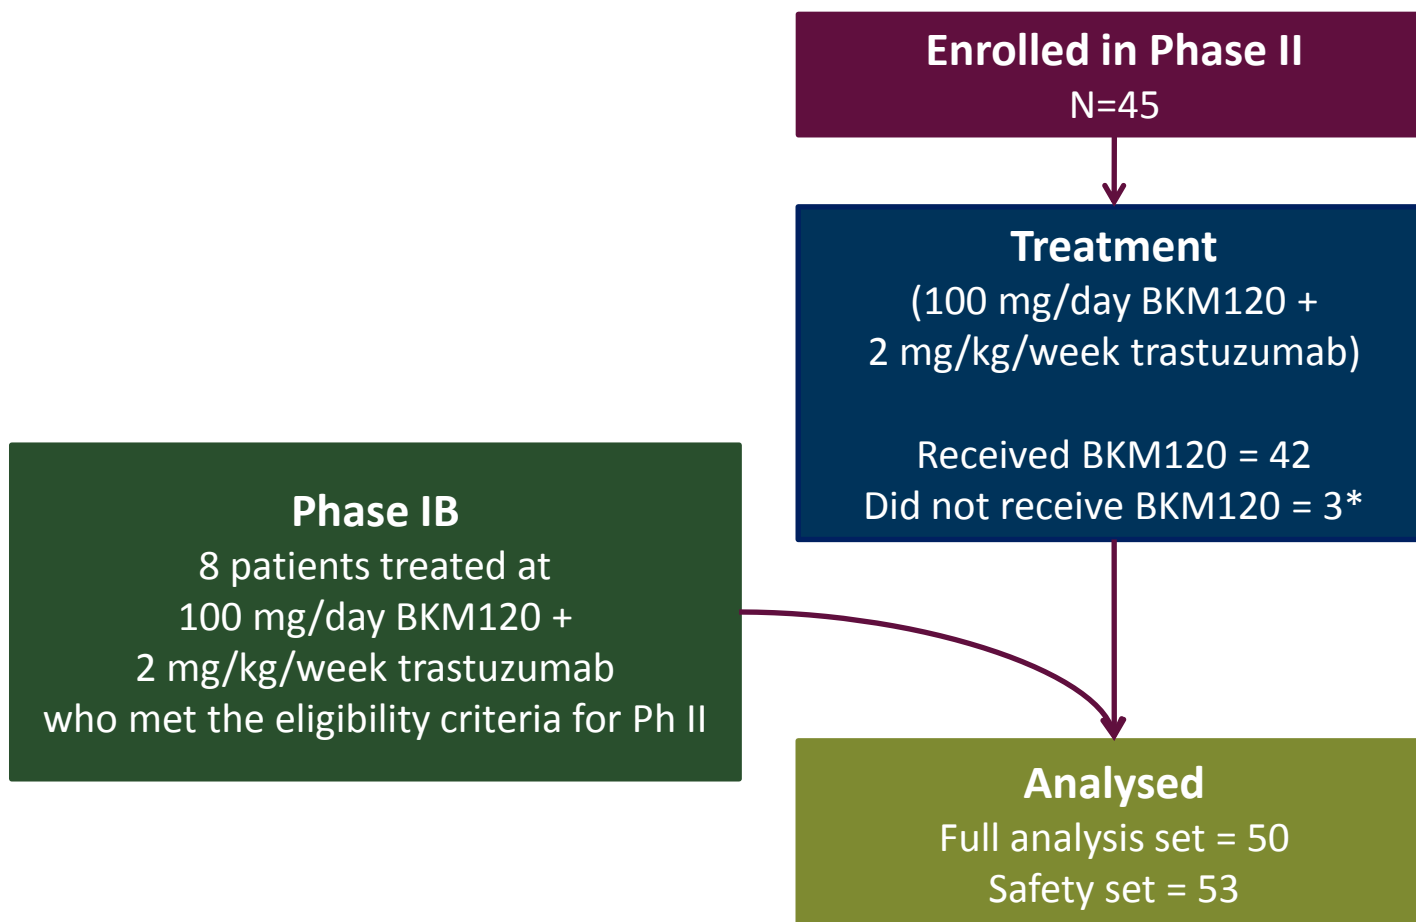 Enrolled in Phase II
N=45
Treatment
(100 mg/day BKM120 +
2 mg/kg/week trastuzumab)
Received BKM120 = 42
Did not receive BKM120 = 3*
Phase IB
8 patients treated at
100 mg/day BKM120 +
2 mg/kg/week trastuzumab
who met the eligibility criteria for Ph II
Analysed
Full analysis set = 50
Safety set = 53